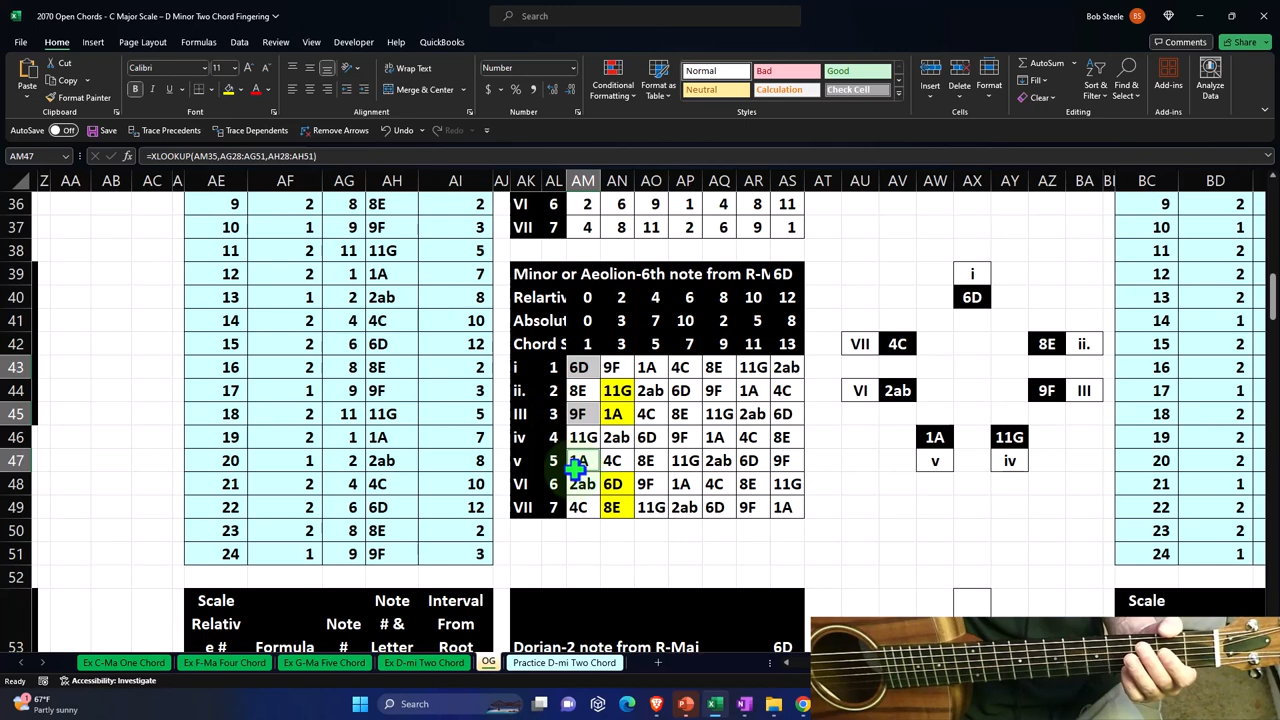 2070 Open Chords - C Major Scale – D Minor Two Chord Fingering
Search
Bob Steele BS
File Home Insert Page Layout Formulas Data Review View Developer Help QuickBooks
Comments Share
Paste Cut Copy Format Painter
Clipboard
Calibri 11
Font
Wrap Text
Merge & Center
Alignment
Number
Number
Conditional Formatting Format as Table
Normal Bad Good
Neutral Calculation Check Cell
Styles
Insert Delete Format
Cells
AutoSum Fill Clear
Sort & Filter Find & Select
Editing
Add-ins
Add-ins
Analyze Data
AutoSave Off Save Trace Precedents Trace Dependents Remove Arrows Undo Redo
AM47 fx =XLOOKUP(AM35,AG28:AG51,AH28:AH51)
Z AA AB AC A AE AF AG AH AI AJ AK AL AM AN AO AP AQ AR AS AT AU AV AW AX AY AZ BA BI BC BD
36 9 2 8 8E 2 VI 6 2 6 9 1 4 8 11 9 2
37 10 1 9 9F 3 VII 7 4 8 11 2 6 9 1 10 1
38 11 2 11 11G 5 11 2
39 12 2 1 1A 7 Minor or Aeolion-6th note from R-M 6D i 12 2
40 13 1 2 2ab 8 Relartiv 0 2 4 6 8 10 12 6D 13 2
41 14 2 4 4C 10 Absolut 0 3 7 10 2 5 8 14 1
42 15 2 6 6D 12 Chord S 1 3 5 7 9 11 13 VII 4C 8E ii. 15 2
43 16 2 8 8E 2 i 1 6D 9F 1A 4C 8E 11G 2ab 16 2
44 17 1 9 9F 3 ii. 2 8E 11G 2ab 6D 9F 1A 4C VI 2ab 9F III 17 1
45 18 2 11 11G 5 III 3 9F 1A 4C 8E 11G 2ab 6D 18 2
46 19 2 1 1A 7 iv 4 11G 2ab 6D 9F 1A 4C 8E 1A 11G 19 2
47 20 1 2 2ab 8 v 5 1A 4C 8E 11G 2ab 6D 9F v iv 20 2
48 21 2 4 4C 10 VI 6 2ab 6D 9F 1A 4C 8E 11G 21 1
49 22 2 6 6D 12 VII 7 4C 8E 11G 2ab 6D 9F 1A 22 2
50 23 2 8 8E 2 23 2
51 24 1 9 9F 3 24 1
52
53 Scale Relativ e # Formula Note # Note # & Letter Interval From Root Dorian-2 note from R-Maj 6D Scale
Ex C-Ma One Chord Ex F-Ma Four Chord Ex G-Ma Five Chord Ex D-mi Two Chord OG Practice D-mi Two Chord
Ready Accessibility: Investigate
67°F
Partly sunny
Search